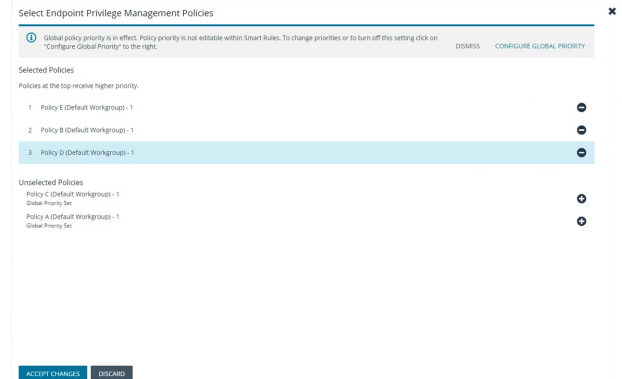 Select Endpoint Privilege Management Policies
Global policy priority is in effect. Policy priority is not editable within Smart Rules. To change priorities or to turn off this setting click on
"Configure Global Priority" to the right.
DISMISS
CONFIGURE GLOBAL PRIORITY
Selected Policies
Policies at the top receive higher priority.
1 Policy E (Default Workgroup) - 1
2 Policy B (Default Workgroup) - 1
3 Policy D (Default Workgroup) - 1
Unselected Policies
Policy C (Default Workgroup) - 1
Global Priority Set
Policy A (Default Workgroup) - 1
Global Priority Set
ACCEPT CHANGES
DISCARD